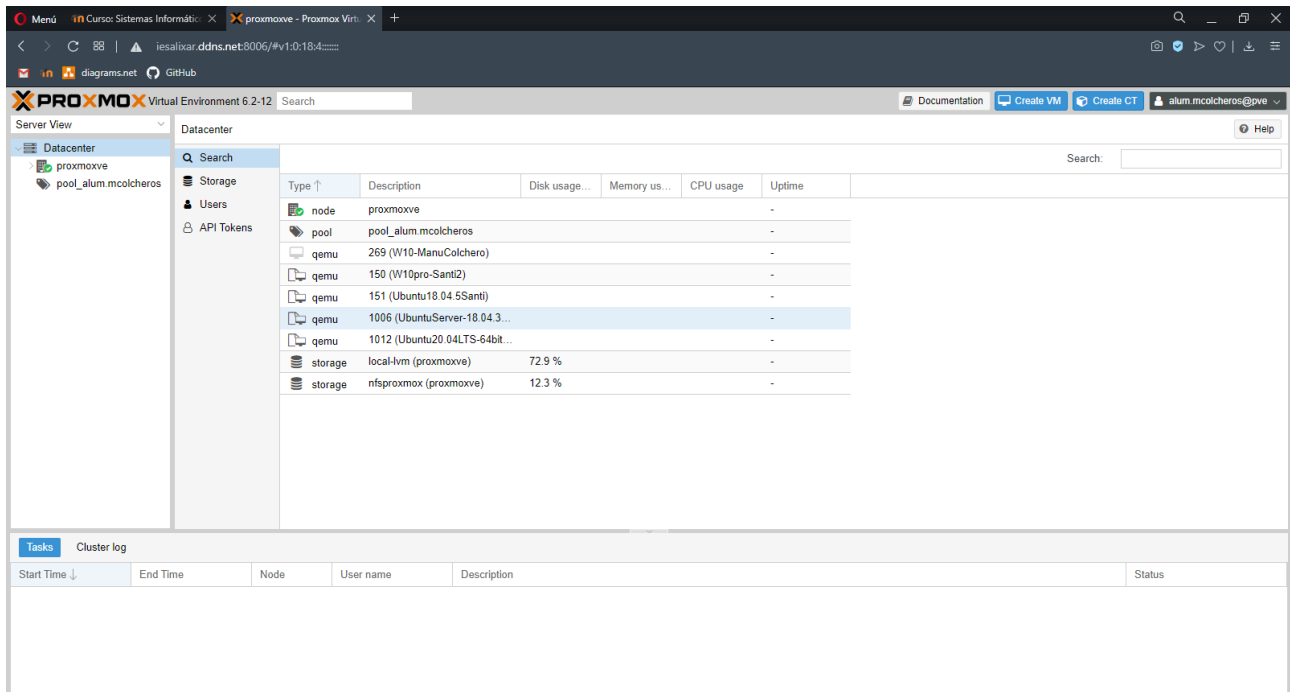 Menú
Curso: Sistemas Informátic
proxmoxve - Proxmox Virtu
iesalixar.ddns.net:8006/#v1:0:18:4:::::::
diagrams.net
GitHub
PROXMOX Virtual Environment 6.2-12
Search
Documentation
Create VM
Create CT
alum.mcolcheros@pve
Server View
Datacenter
proxmoxve
pool_alum.mcolcheros
Datacenter
Help
Search
Storage
Users
API Tokens
Search:
Type Description Disk usage... Memory us... CPU usage Uptime
node proxmoxve -
pool pool_alum.mcolcheros -
qemu 269 (W10-ManuColchero) -
qemu 150 (W10pro-Santi2) -
qemu 151 (Ubuntu18.04.5Santi) -
qemu 1006 (UbuntuServer-18.04.3... -
qemu 1012 (Ubuntu20.04LTS-64bit... -
storage local-lvm (proxmoxve) 72.9 % -
storage nfsproxmox (proxmoxve) 12.3 % -
Tasks Cluster log
Start Time End Time Node User name Description Status